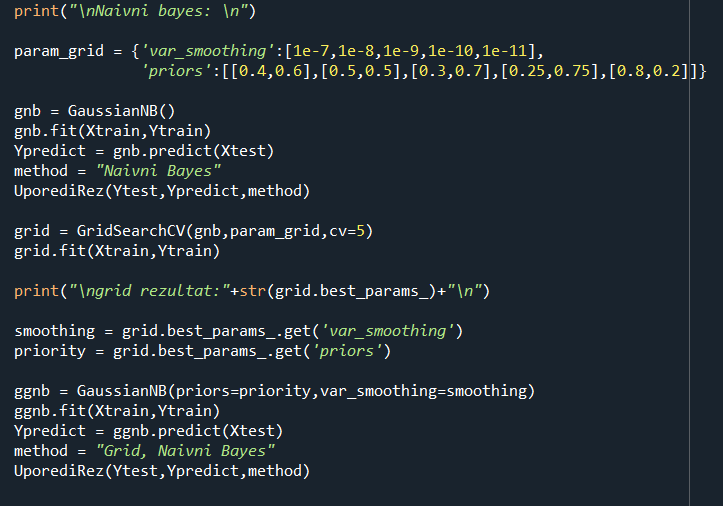 print("\nNaivni bayes: \n")
param_grid = {'var_smoothing':[1e-7,1e-8,1e-9,1e-10,1e-11],
'priors':[[0.4,0.6],[0.5,0.5],[0.3,0.7],[0.25,0.75],[0.8,0.2]]}
gnb = GaussianNB()
gnb.fit(Xtrain,Ytrain)
Ypredict = gnb.predict(Xtest)
method = "Naivni Bayes"
UporediRez(Ytest,Ypredict,method)
grid = GridSearchCV(gnb,param_grid,cv=5)
grid.fit(Xtrain,Ytrain)
print("\ngrid rezultat:"+str(grid.best_params_)+"\n")
smoothing = grid.best_params_.get('var_smoothing')
priority = grid.best_params_.get('priors')
ggnb = GaussianNB(priors=priority,var_smoothing=smoothing)
ggnb.fit(Xtrain,Ytrain)
Ypredict = ggnb.predict(Xtest)
method = "Grid, Naivni Bayes"
UporediRez(Ytest,Ypredict,method)